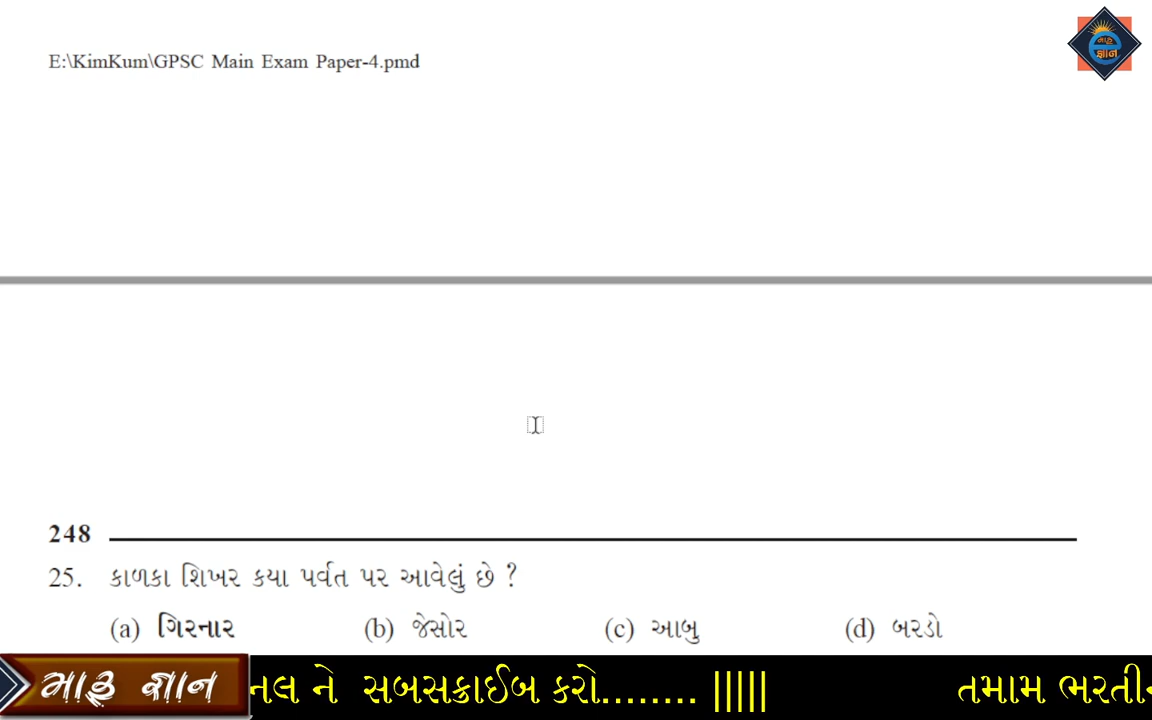 E:\KimKum\GPSC Main Exam Paper-4.pmd
મારૂ
જ્ઞાન
248
25. કાળકા શિખર કયા પર્વત પર આવેલું છે ?
(a) ગિરનાર (b) જેસોર (c) આબુ (d) બરડો
મારૂ જ્ઞાન નલ ને સબસક્રાઈબ કરો........ ||||| તમામ ભરતીન